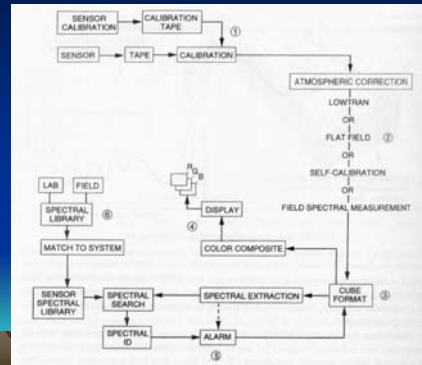 SENSOR
CALIBRATION
CALIBRATION
TAPE
①
SENSOR
TAPE
CALIBRATION
ATMOSPHERIC CORRECTION
LOWTRAN
OR
FLAT FIELD
②
OR
SELF-CALIBRATION
OR
FIELD SPECTRAL MEASUREMENT
R
G
B
LAB
FIELD
DISPLAY
SPECTRAL
LIBRARY
⑥
④
MATCH TO SYSTEM
COLOR COMPOSITE
SENSOR
SPECTRAL
LIBRARY
SPECTRAL
SEARCH
SPECTRAL EXTRACTION
CUBE
FORMAT
③
SPECTRAL
ID
ALARM
⑤